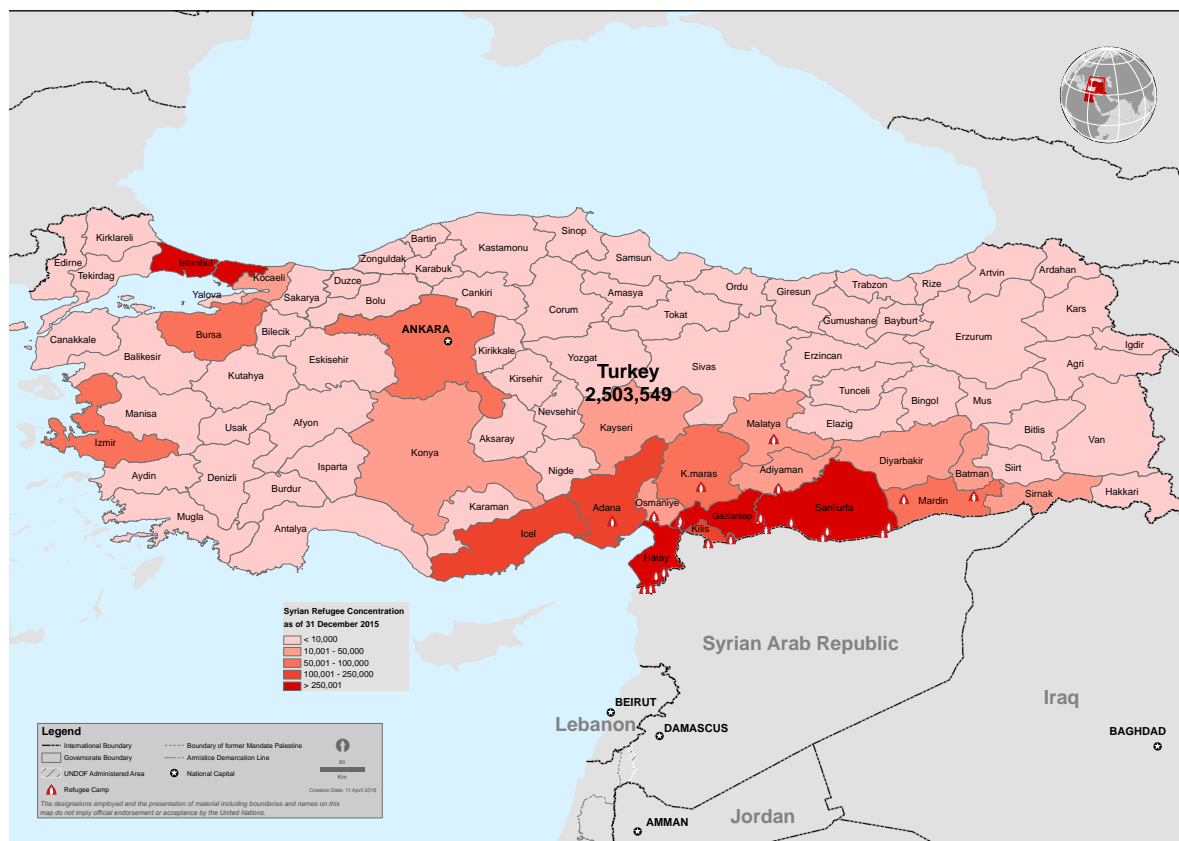 Kirklareli
Edirne
Tekirdag
Istanbul
Kocaeli
Yalova
Sakarya
Duzce
Zonguldak
Bartin
Karabuk
Kastamonu
Sinop
Samsun
Bolu
Cankiri
Corum
Amasya
Tokat
Ordu
Giresun
Trabzon
Rize
Artvin
Ardahan
Kars
Gumushane
Bayburt
Erzurum
Igdir
Agri
Canakkale
Balikesir
Bursa
Bilecik
Eskisehir
Kutahya
ANKARA
Kirikkale
Kirsehir
Yozgat
Sivas
Erzincan
Tunceli
Bingol
Mus
Turkey
2,503,549
Manisa
Izmir
Usak
Afyon
Konya
Aksaray
Nevsehir
Kayseri
Malatya
Elazig
Bitlis
Van
Aydin
Denizli
Isparta
Burdur
Nigde
K.maras
Adiyaman
Diyarbakir
Batman
Siirt
Sirnak
Hakkari
Mugla
Antalya
Karaman
Icel
Adana
Osmaniye
Gaziantep
Kilis
Sanliurfa
Mardin
Hatay
Syrian Refugee Concentration
as of 31 December 2015
< 10,000
10,001 - 50,000
50,001 - 100,000
100,001 - 250,000
> 250,001
Syrian Arab Republic
Iraq
BEIRUT
Lebanon
DAMASCUS
BAGHDAD
AMMAN
Jordan
Legend
International Boundary
Governorate Boundary
UNDOF Administered Area
Refugee Camp
Boundary of former Mandate Palestine
Armistice Demarcation Line
National Capital
80
Km
Creation Date: 11 April 2016
The designations employed and the presentation of material including boundaries and names on this
map do not imply official endorsement or acceptance by the United Nations.